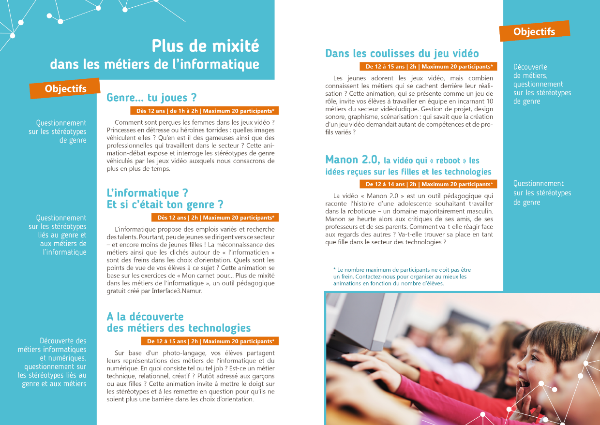 Plus de mixité
dans les métiers de l'informatique
Objectifs
Questionnement
sur les stéréotypes
de genre
Genre... tu joues ?
Dès 12 ans | de 1h à 2h | Maximum 20 participants*
Comment sont perçues les femmes dans les jeux vidéo ?
Princesses en détresse ou héroïnes torrides : quelles images
véhiculent-elles ? Qu'en est-il des gameuses ainsi que des
professionnelles qui travaillent dans le secteur ? Cette ani-
mation-débat expose et interroge les stéréotypes de genre
véhiculés par les jeux vidéo auxquels nous consacrons de
plus en plus de temps.
Questionnement
sur les stéréotypes
liés au genre et
aux métiers de
l'informatique
L'informatique ?
Et si c'était ton genre ?
Dès 12 ans | 2h | Maximum 20 participants*
L'informatique propose des emplois variés et recherche
des talents. Pourtant, peu de jeunes se dirigent vers ce secteur
– et encore moins de jeunes filles ! La méconnaissance des
métiers ainsi que les clichés autour de « l'informaticien »
sont des freins dans les choix d'orientation. Quels sont les
points de vue de vos élèves à ce sujet ? Cette animation se
base sur les exercices de « Mon carnet pour... Plus de mixité
dans les métiers de l'informatique », un outil pédagogique
gratuit créé par Interface3.Namur.
Découverte des
métiers informatiques
et numériques,
questionnement sur
les stéréotypes liés au
genre et aux métiers
A la découverte
des métiers des technologies
De 12 à 15 ans | 2h | Maximum 20 participants*
Sur base d'un photo-langage, vos élèves partagent
leurs représentations des métiers de l'informatique et du
numérique. En quoi consiste tel ou tel job ? Est-ce un métier
technique, relationnel, créatif ? Plutôt adressé aux garçons
ou aux filles ? Cette animation invite à mettre le doigt sur
les stéréotypes et à les remettre en question pour qu'ils ne
soient plus une barrière dans les choix d'orientation.
Objectifs
Dans les coulisses du jeu vidéo
De 12 à 15 ans | 2h | Maximum 20 participants*
Les jeunes adorent les jeux vidéo, mais combien
connaissent les métiers qui se cachent derrière leur réali-
sation ? Cette animation, qui se présente comme un jeu de
rôle, invite vos élèves à travailler en équipe en incarnant 10
métiers du secteur vidéoludique. Gestion de projet, design
sonore, graphisme, scénarisation : qui savait que la création
d'un jeu vidéo demandait autant de compétences et de pro-
fils variés ?
Découverte
de métiers,
questionnement
sur les stéréotypes
de genre
Manon 2.0, la vidéo qui « reboot » les
idées reçues sur les filles et les technologies
De 12 à 14 ans | 2h | Maximum 20 participants*
La vidéo « Manon 2.0 » est un outil pédagogique qui
raconte l'histoire d'une adolescente souhaitant travailler
dans la robotique – un domaine majoritairement masculin.
Manon se heurte alors aux critiques de ses amis, de ses
professeurs et de ses parents. Comment va-t-elle réagir face
aux regards des autres ? Va-t-elle trouver sa place en tant
que fille dans le secteur des technologies ?
Questionnement
sur les stéréotypes
de genre
* Le nombre maximum de participants ne doit pas être
un frein. Contactez-nous pour organiser au mieux les
animations en fonction du nombre d'élèves.